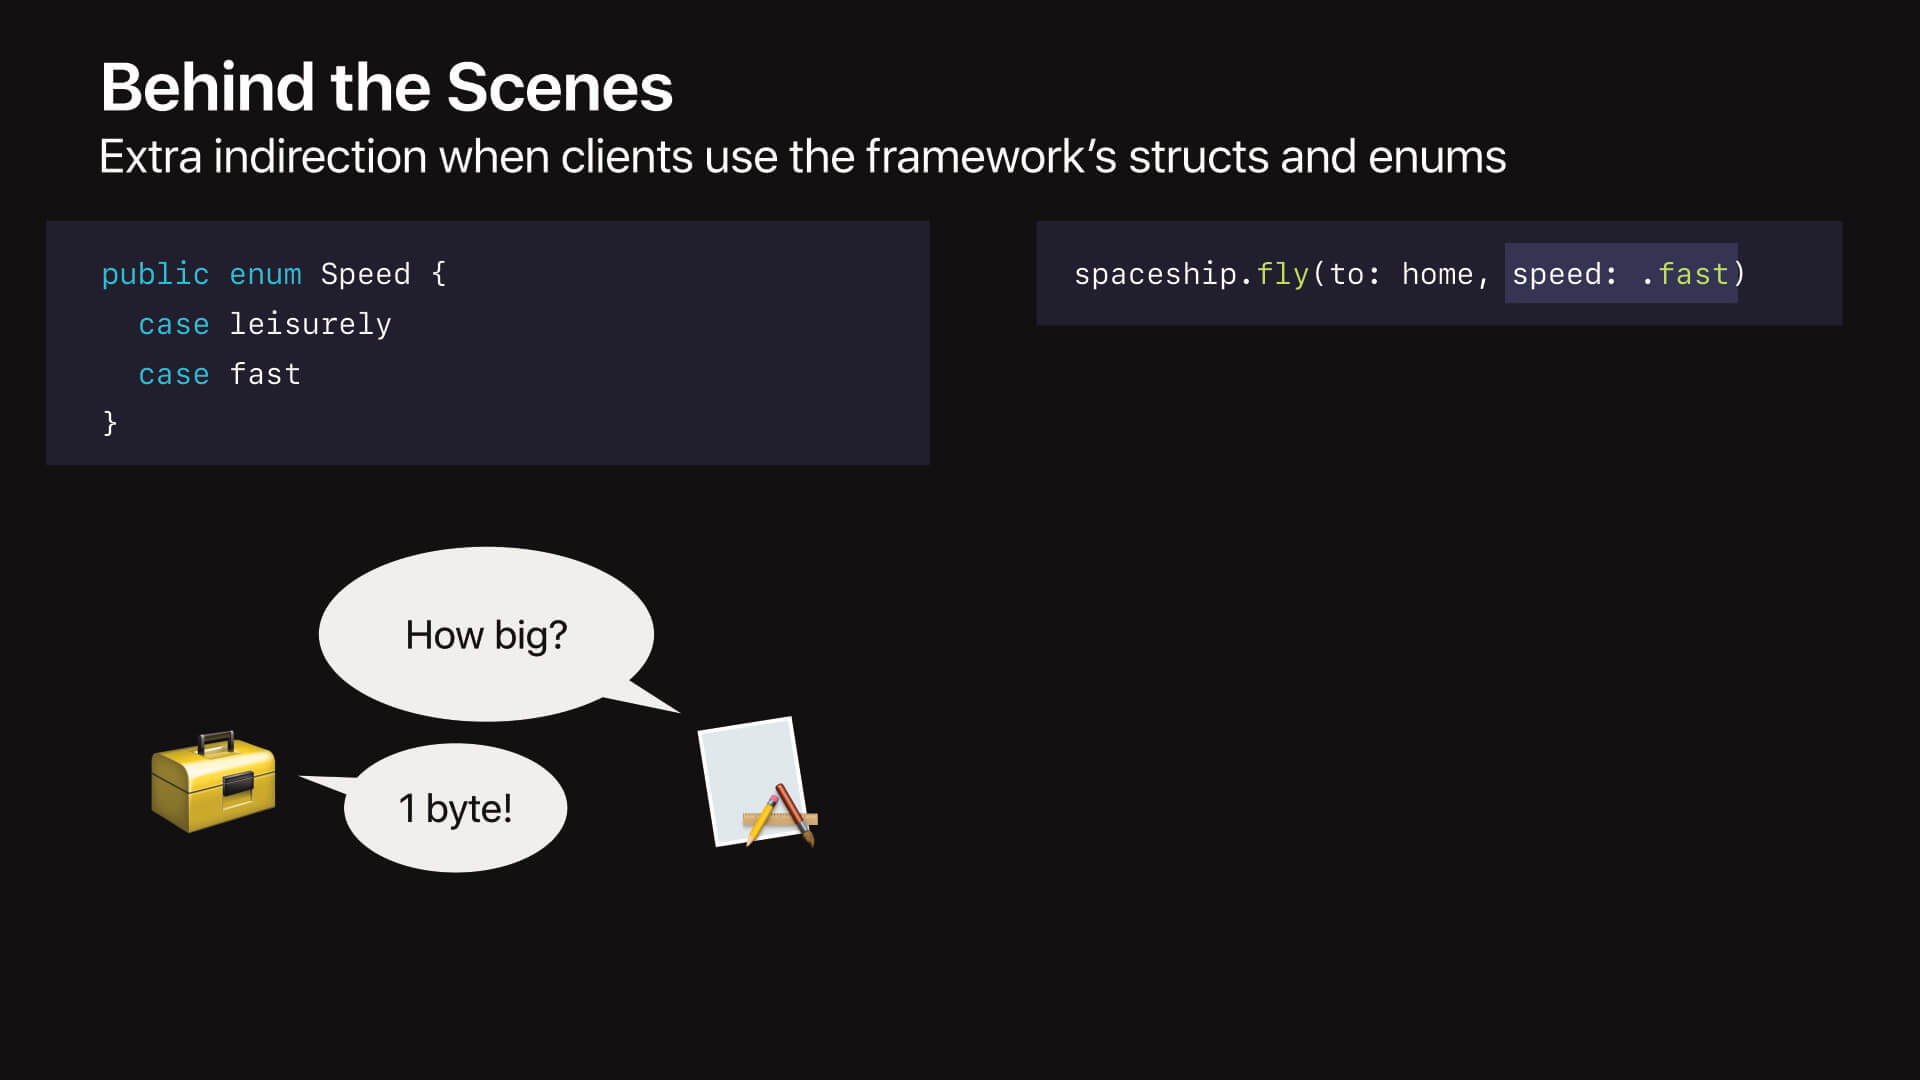 Behind the Scenes
Extra indirection when clients use the framework’s structs and enums
public enum Speed {
  case leisurely
  case fast
}
spaceship.fly(to: home, speed: .fast)
How big?
1 byte!